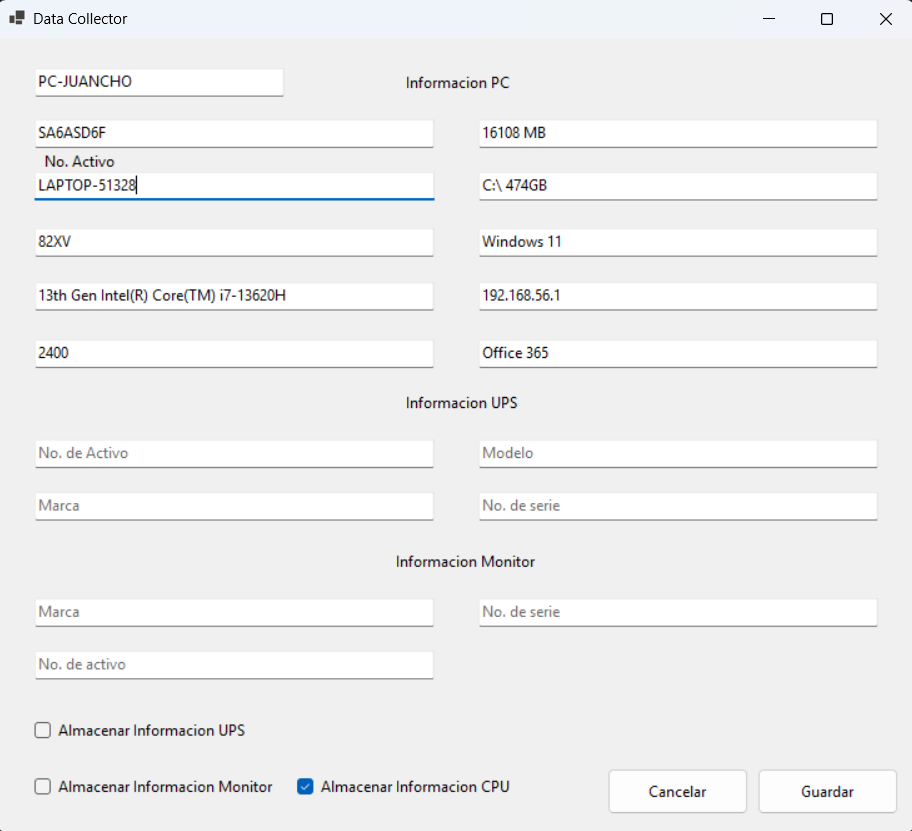 Data Collector
PC-JUANCHO
Informacion PC
SA6ASD6F
16108 MB
No. Activo
LAPTOP-51328
C:\ 474GB
82XV
Windows 11
13th Gen Intel(R) Core(TM) i7-13620H
192.168.56.1
2400
Office 365
Informacion UPS
No. de Activo
Modelo
Marca
No. de serie
Informacion Monitor
Marca
No. de serie
No. de activo
Almacenar Informacion UPS
Almacenar Informacion Monitor
Almacenar Informacion CPU
Cancelar
Guardar